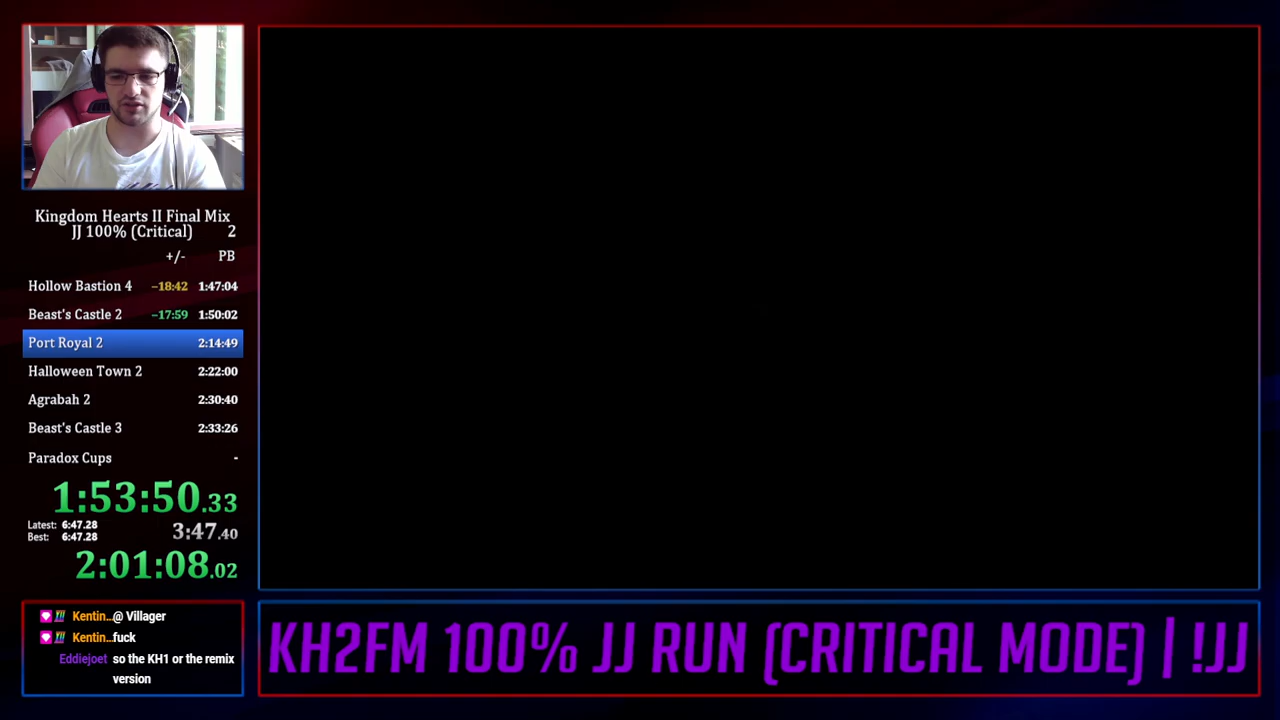 Kingdom Hearts II Final Mix
JJ 100% (Critical) 2
+/- PB
Hollow Bastion 4 −18:42 1:47:04
Beast's Castle 2 −17:59 1:50:02
Port Royal 2 2:14:49
Halloween Town 2 2:22:00
Agrabah 2 2:30:40
Beast's Castle 3 2:33:26
Paradox Cups -
1:53:50.33
Latest: 6:47.28
Best: 6:47.28
3:47.40
2:01:08.02
Kentin...@ Villager
Kentin...fuck
Eddiejoet so the KH1 or the remix
version
KH2FM 100% JJ RUN (CRITICAL MODE) | !JJ